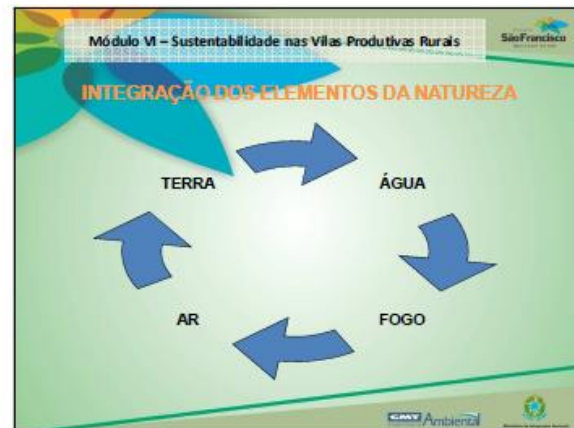 Módulo VI – Sustentabilidade nas Vilas Produtivas Rurais
São Francisco
INTEGRAÇÃO DOS ELEMENTOS DA NATUREZA
TERRA
ÁGUA
AR
FOGO
CMT Ambiental